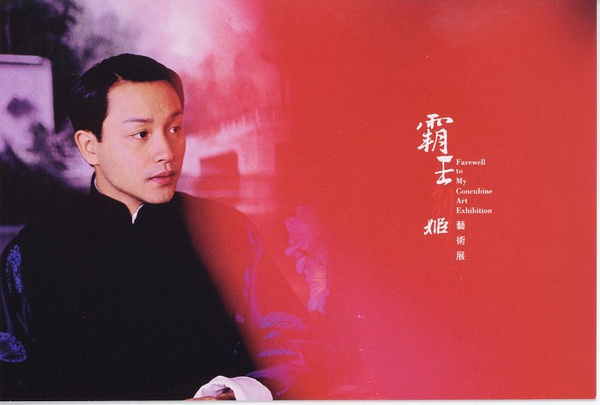 霸
王
姬
Farewell
to
My
Concubine
Art
Exhibition
藝術展